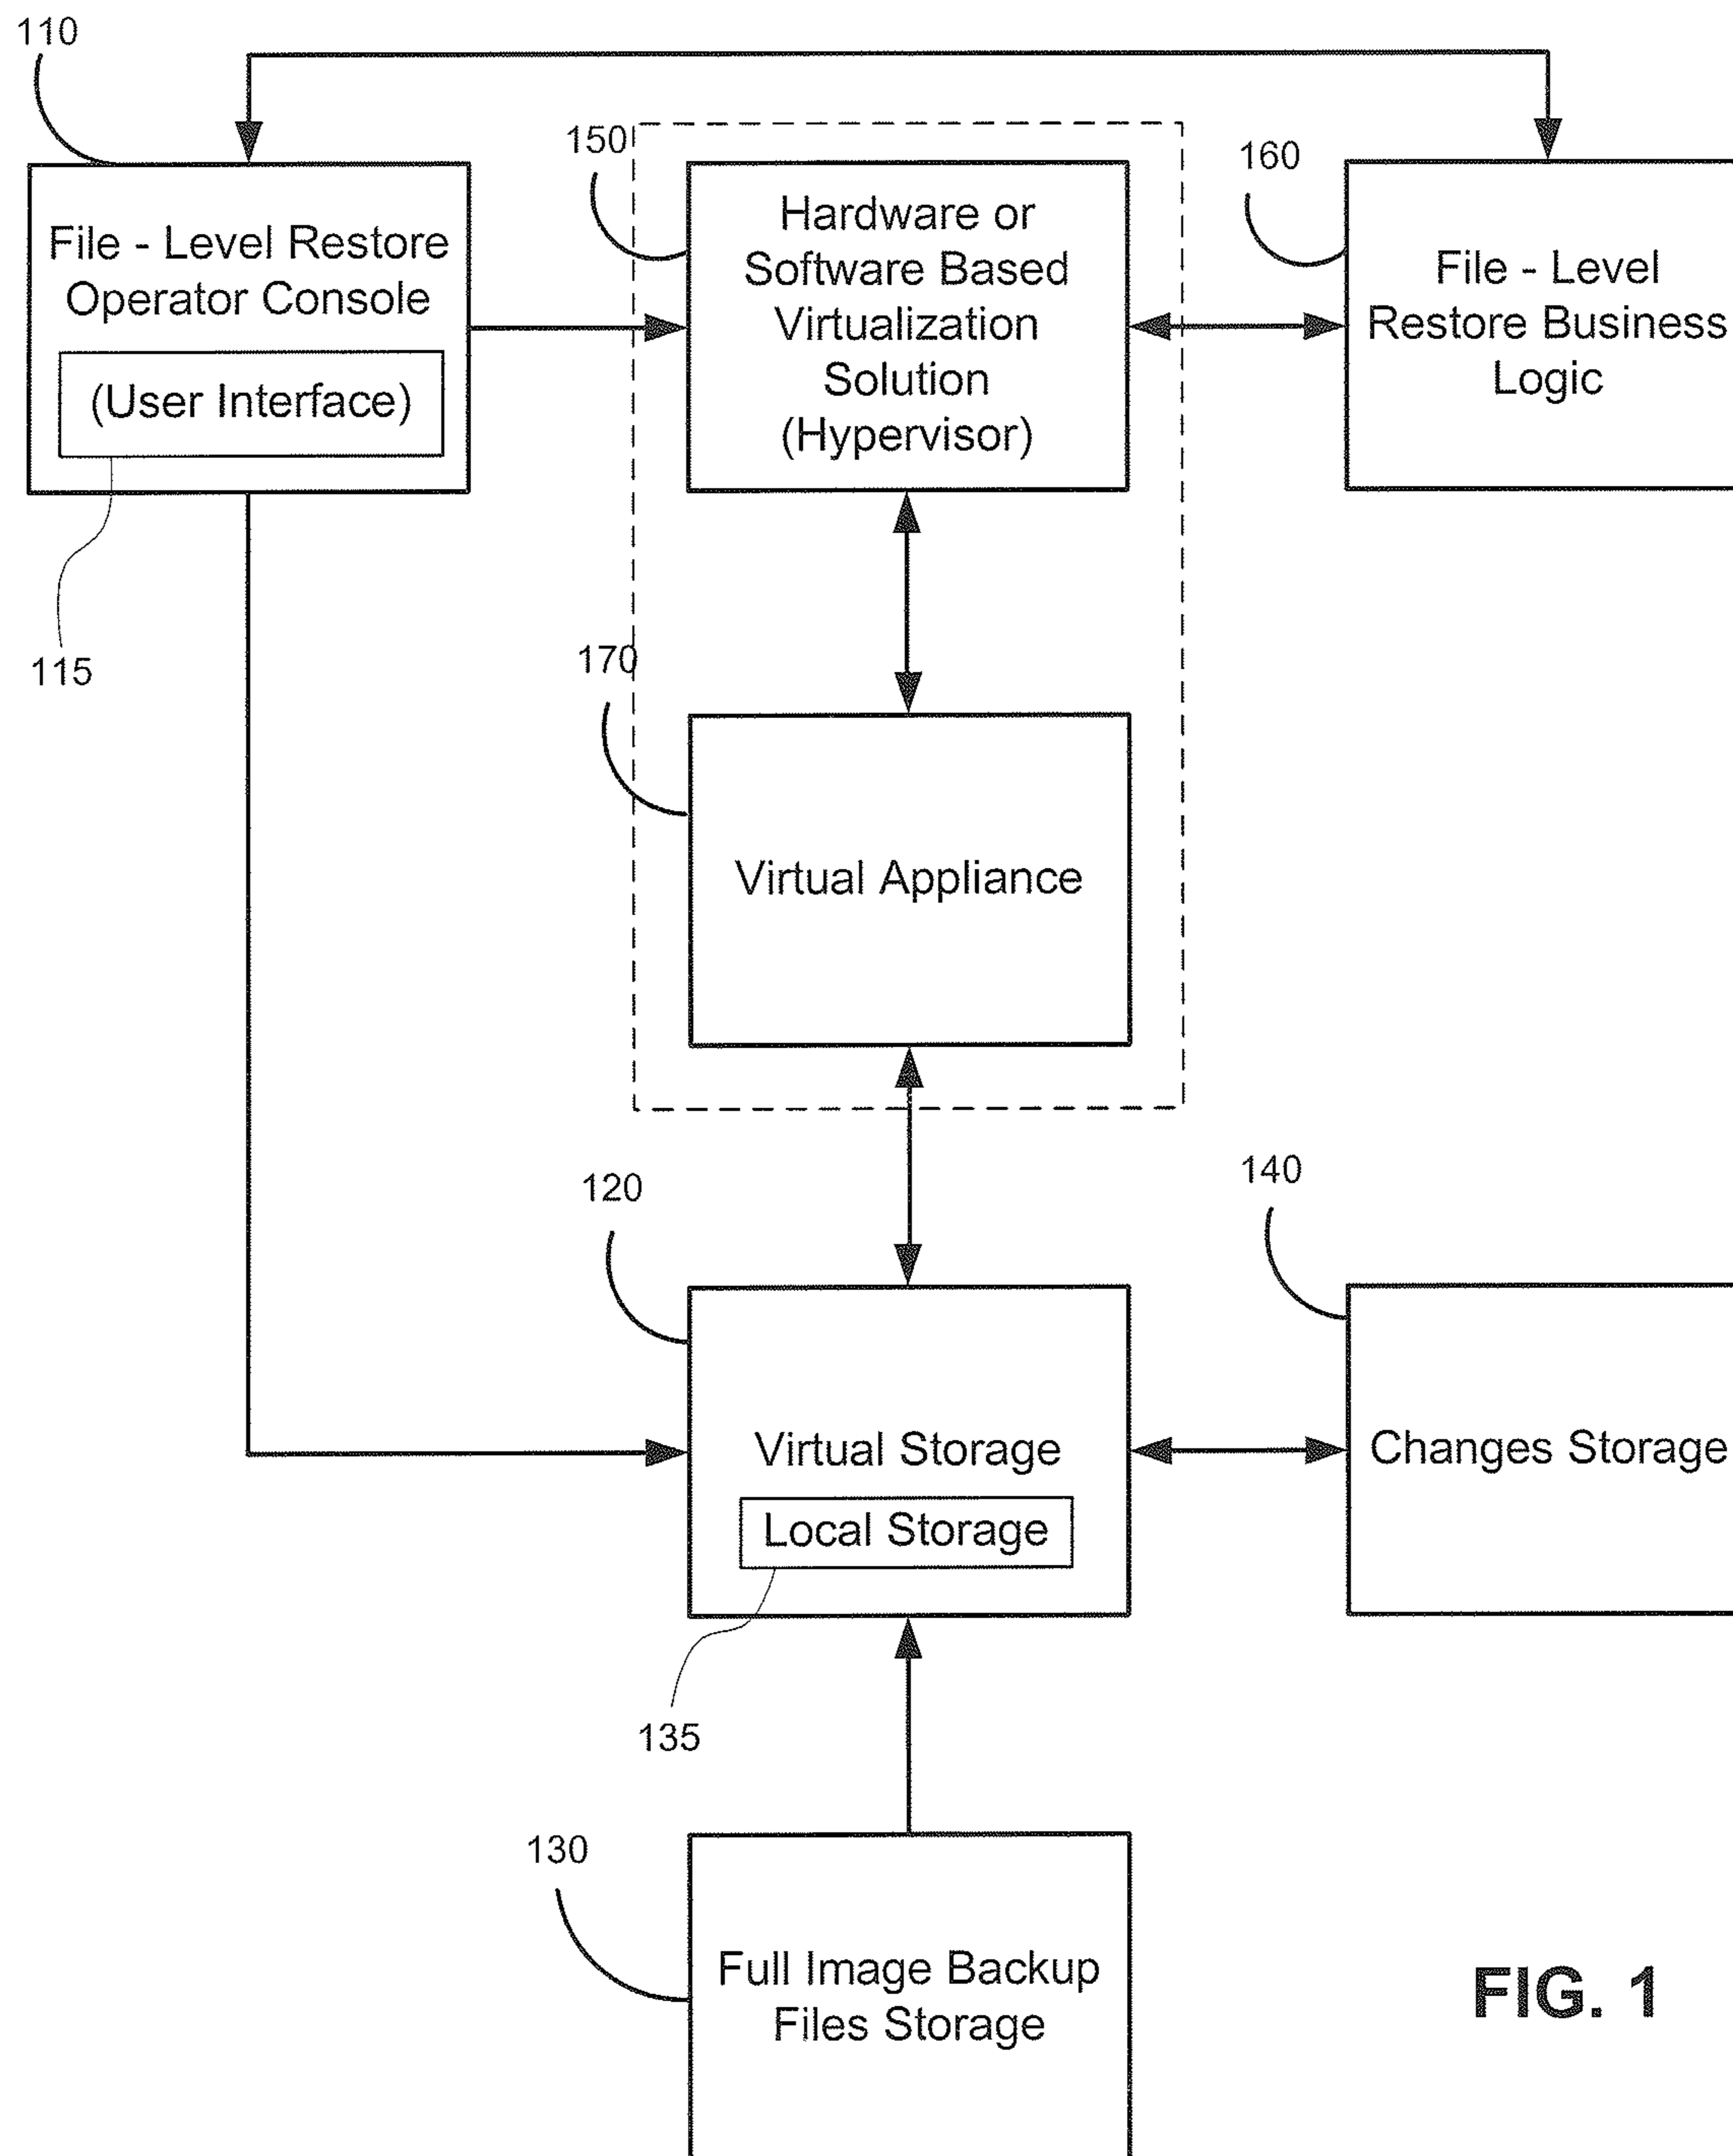 110
150
160
File - Level Restore
Operator Console
(User Interface)
Hardware or
Software Based
Virtualization
Solution
(Hypervisor)
File - Level
Restore Business
Logic
115
170
Virtual Appliance
120
140
Virtual Storage
Local Storage
Changes Storage
135
130
Full Image Backup
Files Storage
FIG. 1